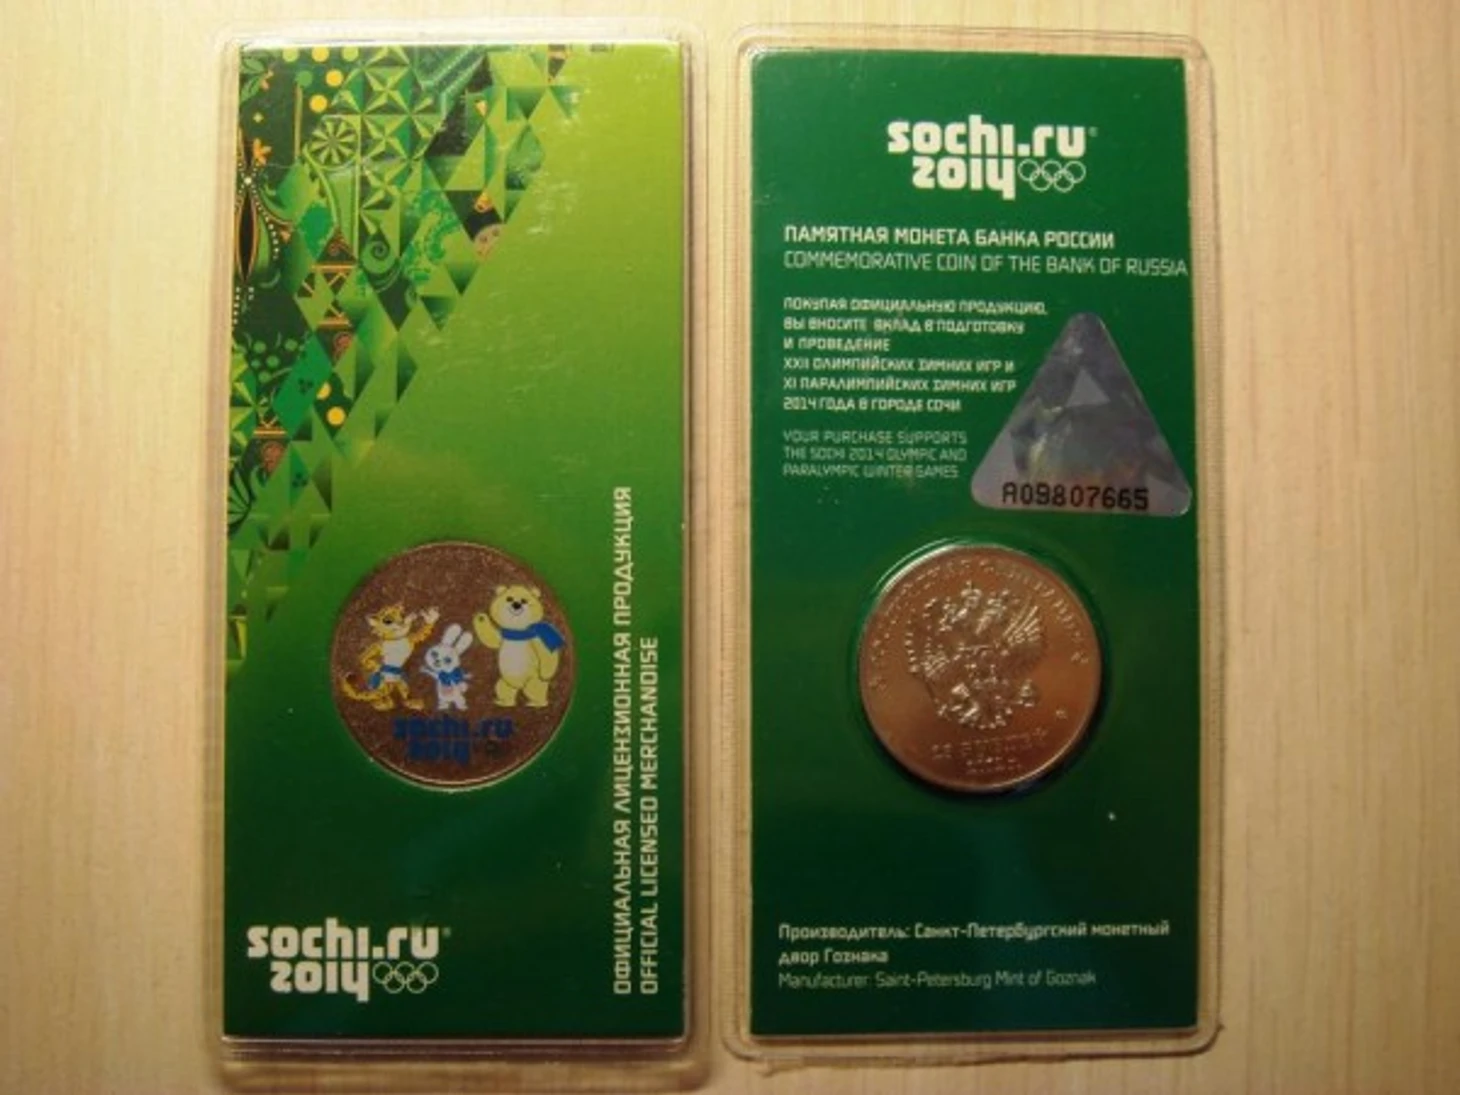 sochi.ru
2014
sochi.ru
2014
ОФИЦИАЛЬНАЯ ЛИЦЕНЗИОННАЯ ПРОДУКЦИЯ
OFFICIAL LICENSED MERCHANDISE
sochi.ru
2014
ПАМЯТНАЯ МОНЕТА БАНКА РОССИИ
COMMEMORATIVE COIN OF THE BANK OF RUSSIA
ПОКУПАЯ ОФИЦИАЛЬНУЮ ПРОДУКЦИЮ,
ВЫ ВНОСИТЕ ВКЛАД В ПОДГОТОВКУ
И ПРОВЕДЕНИЕ
XXII ОЛИМПИЙСКИХ ЗИМНИХ ИГР И
XI ПАРАЛИМПИЙСКИХ ЗИМНИХ ИГР
2014 ГОДА В ГОРОДЕ СОЧИ
YOUR PURCHASE SUPPORTS
THE SOCHI 2014 OLYMPIC AND
PARALYMPIC WINTER GAMES
A09807665
Производитель: Санкт-Петербургский монетный
двор Гознака
Manufacturer: Saint-Petersburg Mint of Goznak